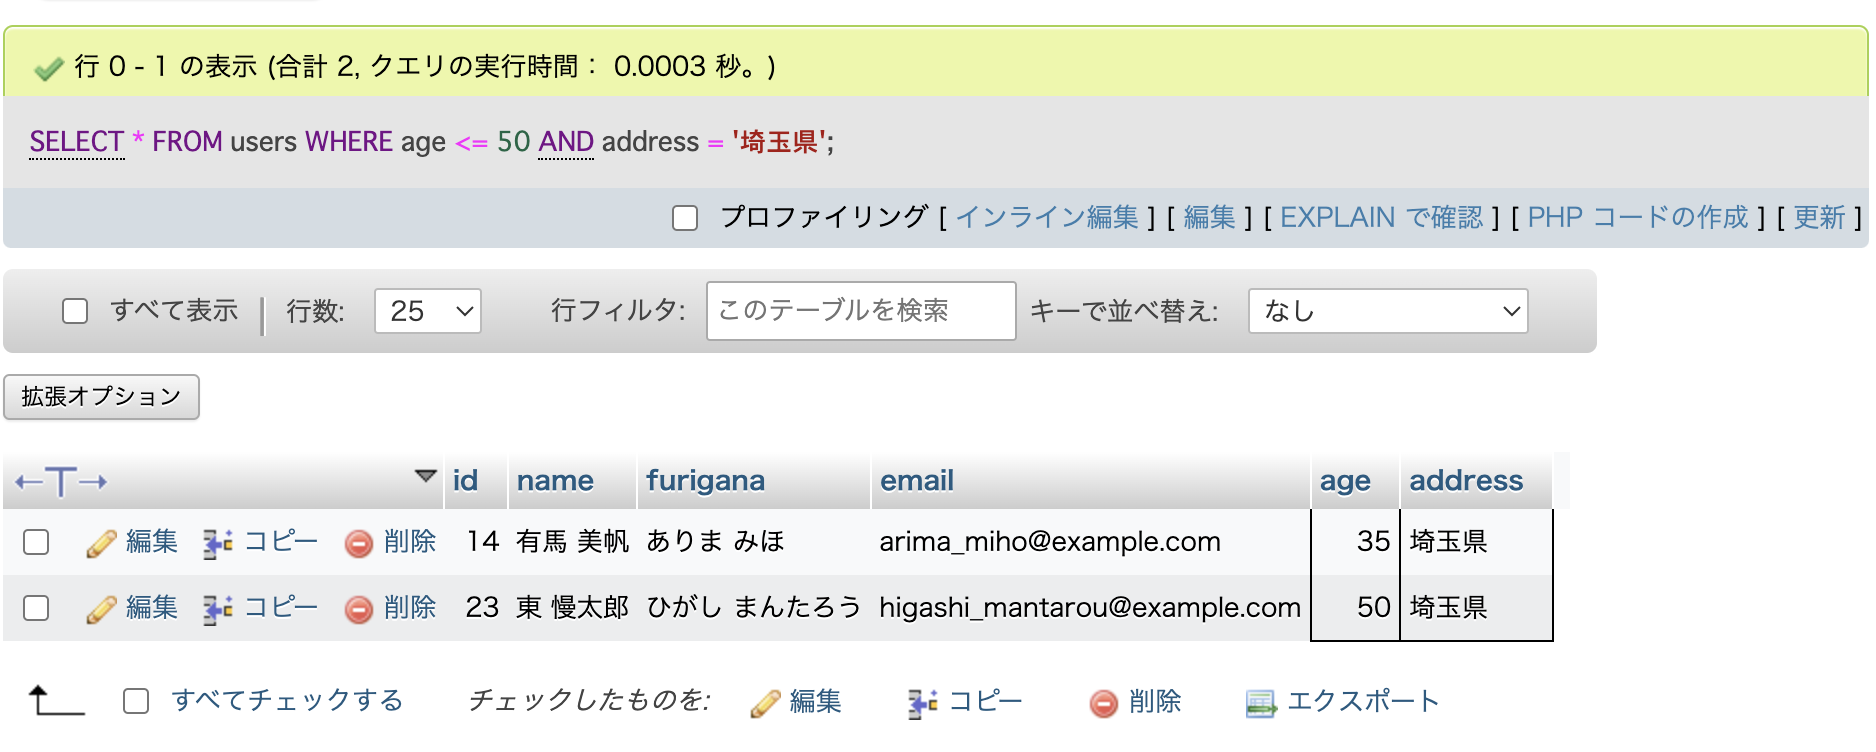 行 0 - 1 の表示 (合計 2, クエリの実行時間： 0.0003 秒。)
SELECT * FROM users WHERE age <= 50 AND address = '埼玉県';
プロファイリング [ インライン編集 ] [ 編集 ] [ EXPLAIN で確認 ] [ PHP コードの作成 ] [ 更新 ]
すべて表示 行数: 25 行フィルタ: このテーブルを検索 キーで並べ替え: なし
拡張オプション
←T→ id name furigana email age address
編集 コピー 削除 14 有馬 美帆 ありま みほ arima_miho@example.com 35 埼玉県
編集 コピー 削除 23 東 慢太郎 ひがし まんたろう higashi_mantarou@example.com 50 埼玉県
すべてチェックする チェックしたものを: 編集 コピー 削除 エクスポート